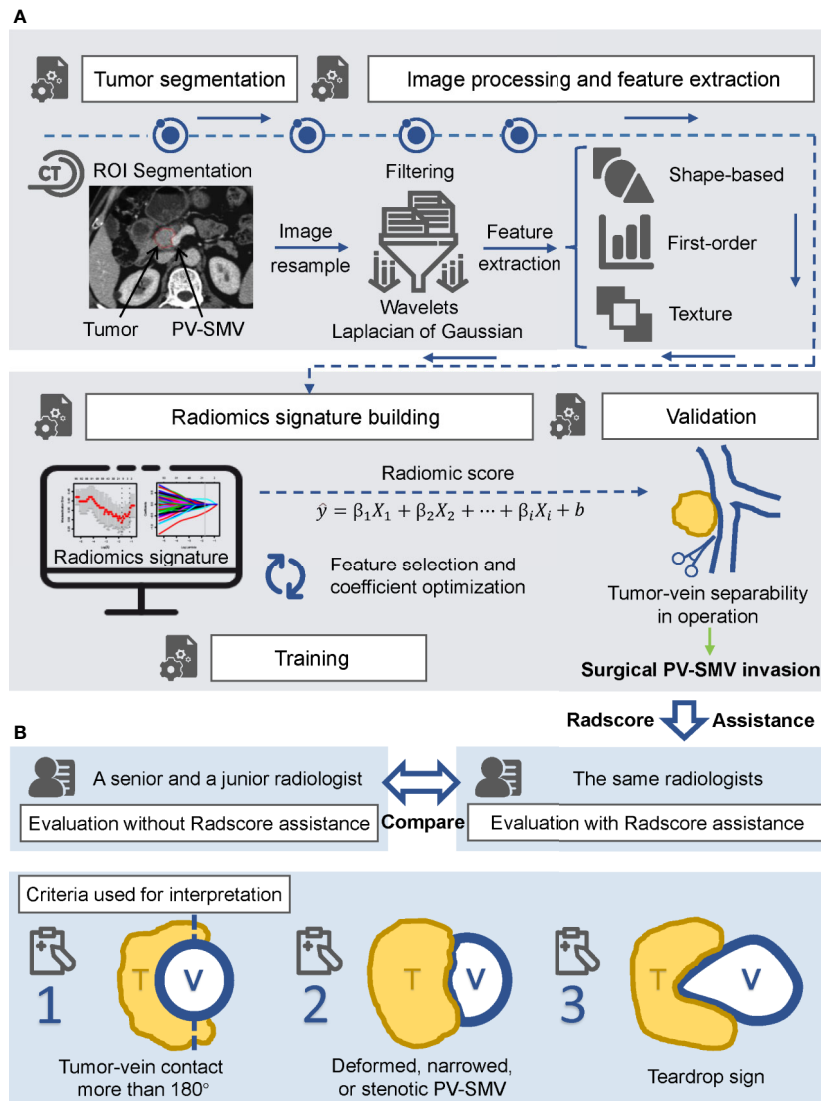 A
Tumor segmentation
Image processing and feature extraction
CT
ROI Segmentation
Filtering
Shape-based
Image
resample
Feature
extraction
First-order
Wavelets
Laplacian of Gaussian
Texture
Tumor
PV-SMV
Radiomics signature building
Validation
Radiomic score
ŷ = β₁X₁ + β₂X₂ + ⋯ + βᵢXᵢ + b
Radiomics signature
Feature selection and
coefficient optimization
Tumor-vein separability
in operation
Training
Surgical PV-SMV invasion
Radscore
Assistance
B
A senior and a junior radiologist
The same radiologists
Evaluation without Radscore assistance
Compare
Evaluation with Radscore assistance
Criteria used for interpretation
1
T
V
2
T
V
3
T
V
Tumor-vein contact
more than 180°
Deformed, narrowed,
or stenotic PV-SMV
Teardrop sign